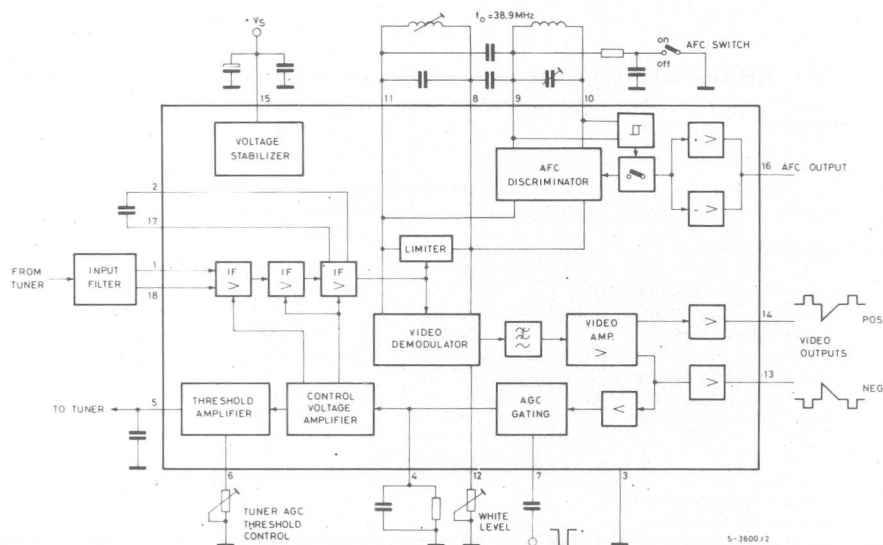 + VS
fo = 38,9MHz
on
off
AFC SWITCH
15
11
8
9
10
VOLTAGE
STABILIZER
AFC
DISCRIMINATOR
+ >
- >
16
AFC OUTPUT
2
17
LIMITER
FROM
TUNER
INPUT
FILTER
1
18
IF
>
IF
>
IF
>
VIDEO
DEMODULATOR
VIDEO
AMP.
>
>
14
POS
VIDEO
OUTPUTS
>
13
NEG
TO TUNER
5
THRESHOLD
AMPLIFIER
CONTROL
VOLTAGE
AMPLIFIER
AGC
GATING
<
6
4
12
7
3
TUNER AGC
THRESHOLD
CONTROL
WHITE
LEVEL
S-3600/2